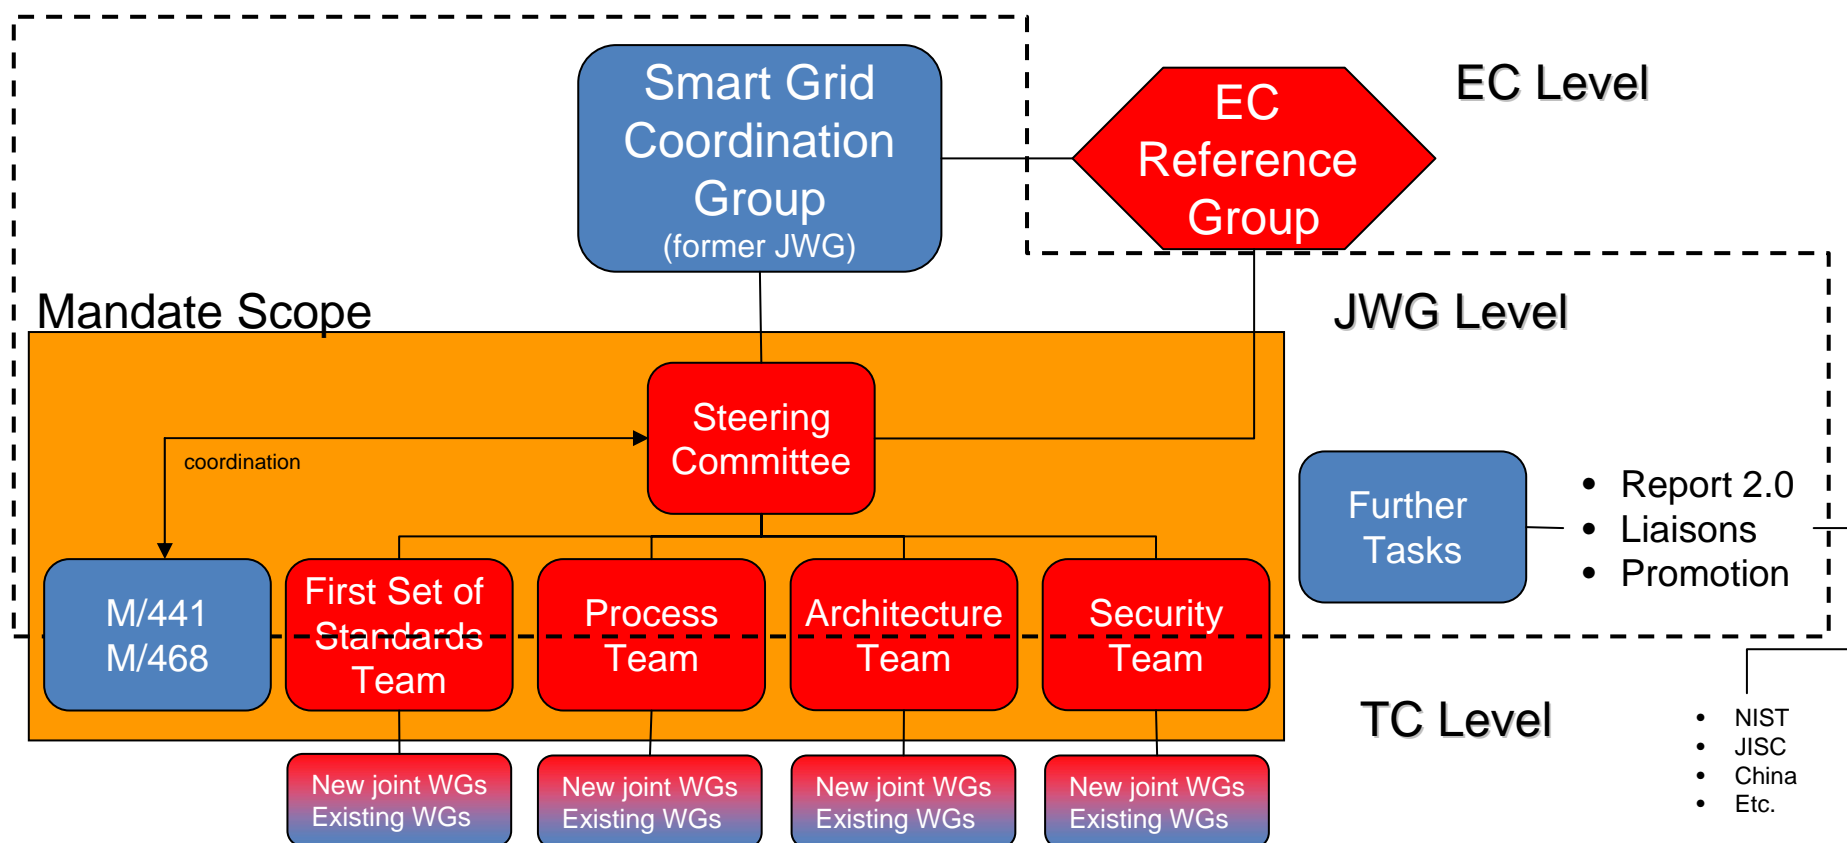 Smart Grid
Coordination
Group
(former JWG)
EC
Reference
Group
EC Level
Mandate Scope
JWG Level
Steering
Committee
coordination
Further
Tasks
• Report 2.0
• Liaisons
• Promotion
M/441
M/468
First Set of
Standards
Team
Process
Team
Architecture
Team
Security
Team
TC Level
• NIST
• JISC
• China
• Etc.
New joint WGs
Existing WGs
New joint WGs
Existing WGs
New joint WGs
Existing WGs
New joint WGs
Existing WGs